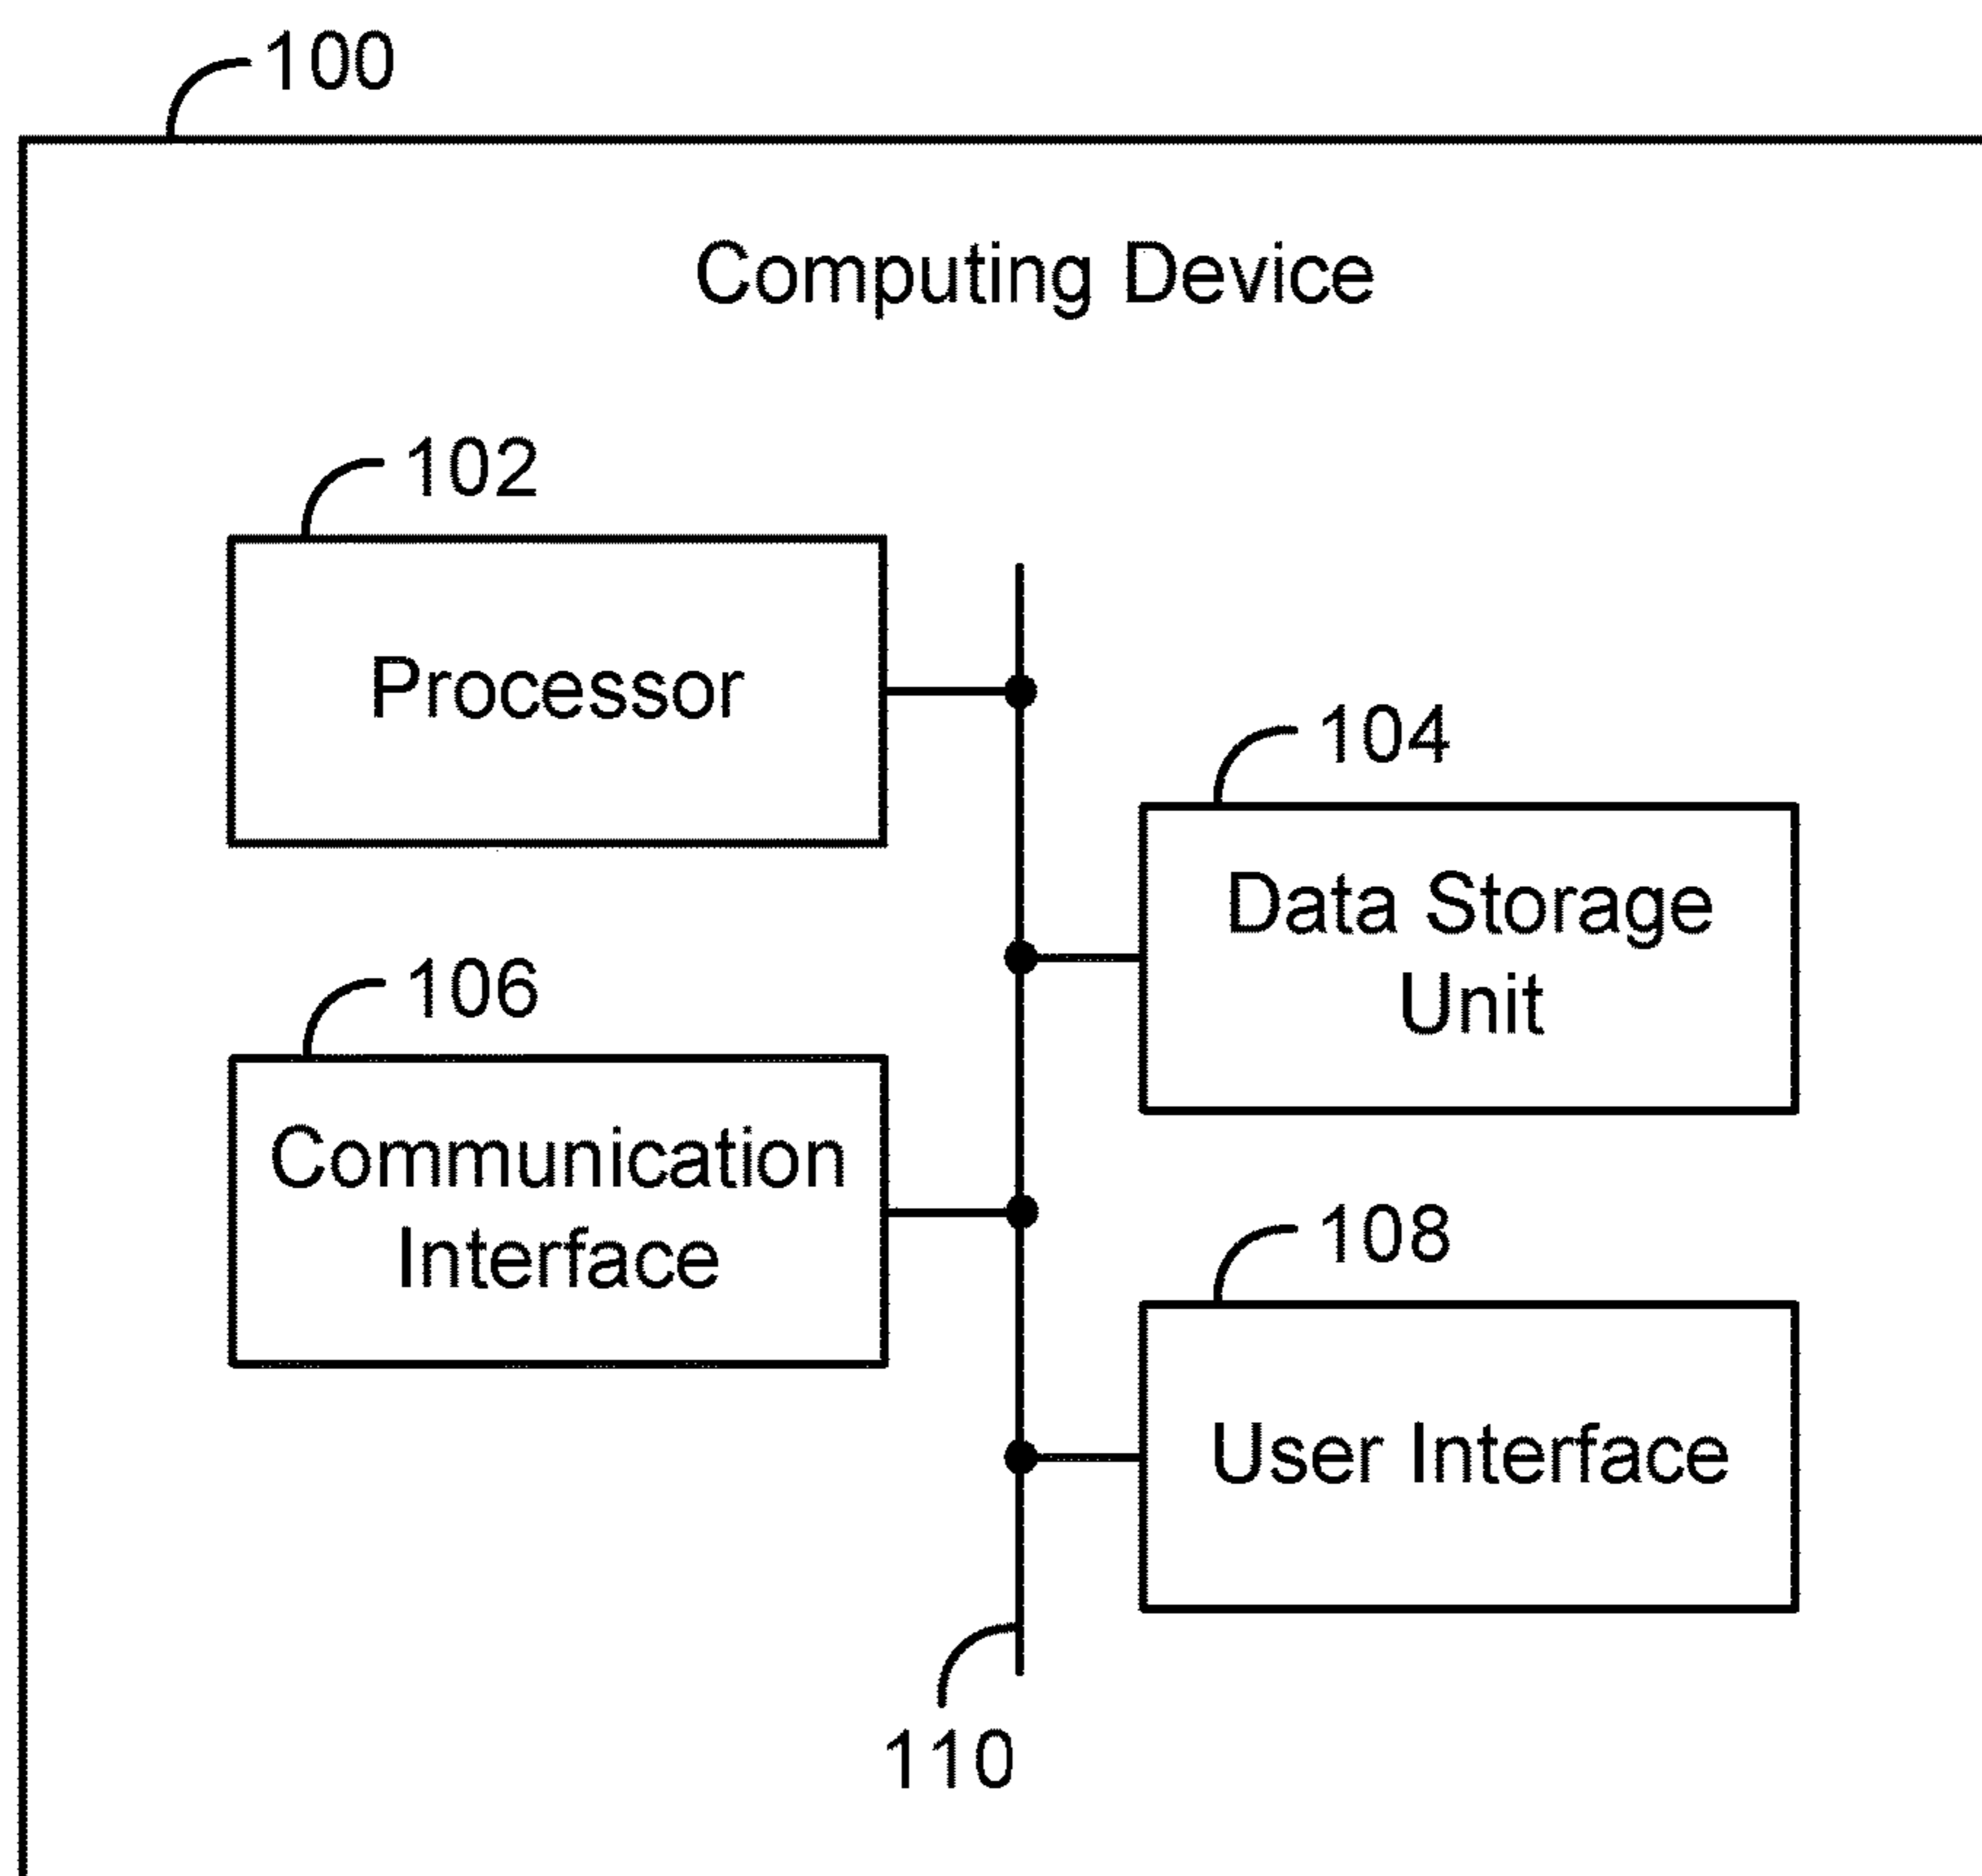 100
Computing Device
102
Processor
104
Data Storage
Unit
106
Communication
Interface
108
User Interface
110